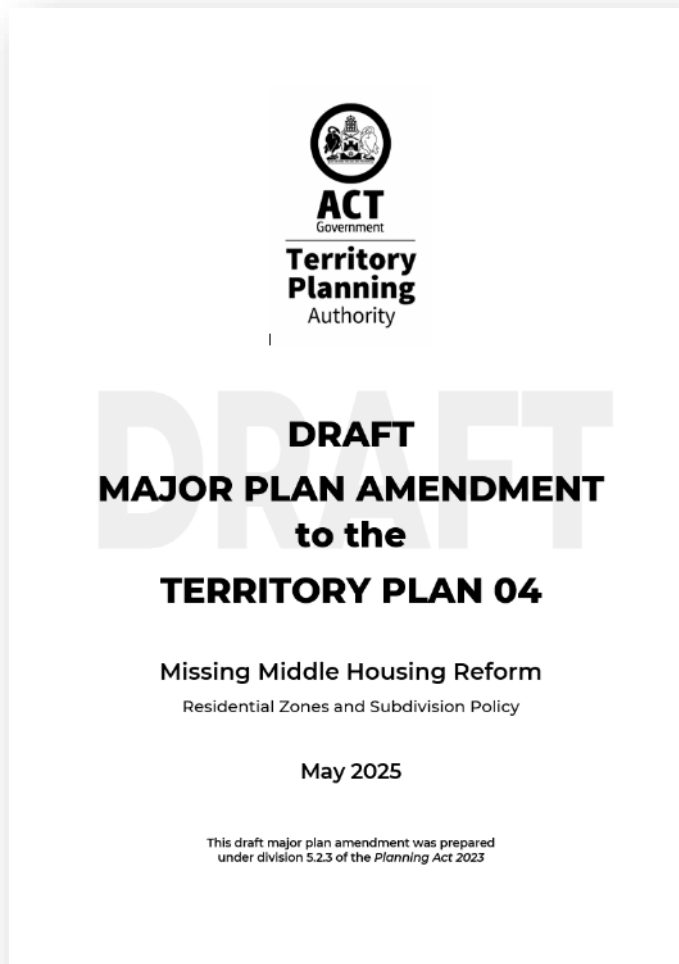 ACT
Government
Territory
Planning
Authority
DRAFT
DRAFT
MAJOR PLAN AMENDMENT
to the
TERRITORY PLAN 04
Missing Middle Housing Reform
Residential Zones and Subdivision Policy
May 2025
This draft major plan amendment was prepared
under division 5.2.3 of the Planning Act 2023